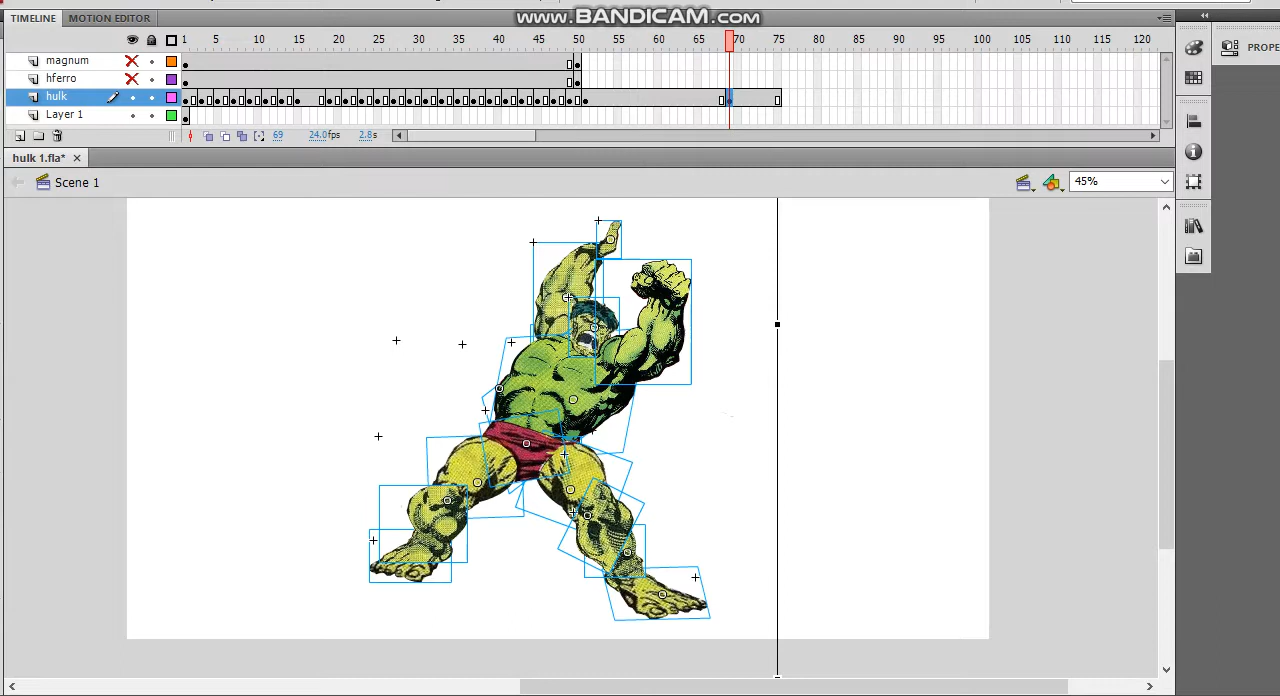 www.BANDICAM.com
TIMELINE MOTION EDITOR
1 5 10 15 20 25 30 35 40 45 50 55 60 65 70 75 80 85 90 95 100 105 110 115 120
PROPE
magnum
hferro
hulk
Layer 1
69 24.0fps 2.8s
hulk 1.fla* ×
Scene 1
45%